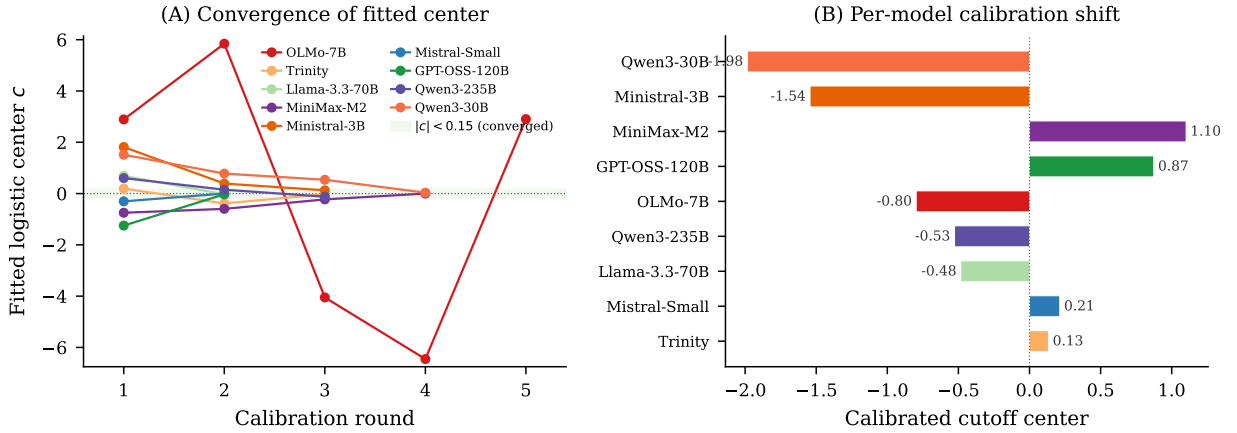 (A) Convergence of fitted center
Fitted logistic center c
6
4
2
0
−2
−4
−6
OLMo-7B
Trinity
Llama-3.3-70B
MiniMax-M2
Ministral-3B
Mistral-Small
GPT-OSS-120B
Qwen3-235B
Qwen3-30B
|c| < 0.15 (converged)
1 2 3 4 5
Calibration round
(B) Per-model calibration shift
Qwen3-30B -1.98
Ministral-3B -1.54
MiniMax-M2 1.10
GPT-OSS-120B 0.87
OLMo-7B -0.80
Qwen3-235B -0.53
Llama-3.3-70B -0.48
Mistral-Small 0.21
Trinity 0.13
−2.0 −1.5 −1.0 −0.5 0.0 0.5 1.0
Calibrated cutoff center